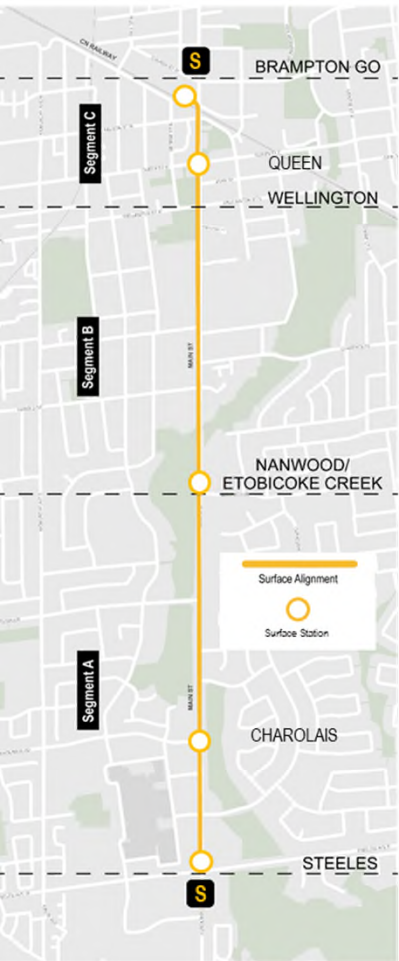 S
CN RAILWAY
BRAMPTON GO
Segment C
QUEEN
WELLINGTON
Segment B
MAIN ST
NANWOOD/
ETOBICOKE CREEK
Surface Alignment
Surface Station
Segment A
MAIN ST
CHAROLAIS
STEELES
S